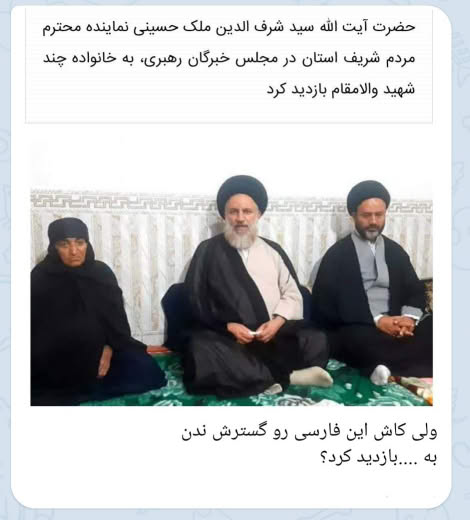 حضرت آیت الله سید شرف الدین ملک حسینی نماینده محترم
مردم شریف استان در مجلس خبرگان رهبری، به خانواده چند
شهید والامقام بازدید کرد
ولی کاش این فارسی رو گسترش ندن
به ....بازدید کرد؟